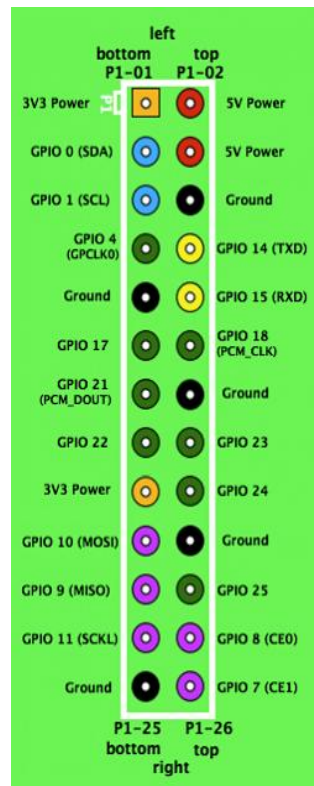 left
bottom top
P1-01 P1-02
P1
3V3 Power 5V Power
GPIO 0 (SDA) 5V Power
GPIO 1 (SCL) Ground
GPIO 4
(GPCLK0) GPIO 14 (TXD)
Ground GPIO 15 (RXD)
GPIO 17 GPIO 18
(PCM_CLK)
GPIO 21
(PCM_DOUT) Ground
GPIO 22 GPIO 23
3V3 Power GPIO 24
GPIO 10 (MOSI) Ground
GPIO 9 (MISO) GPIO 25
GPIO 11 (SCKL) GPIO 8 (CE0)
Ground GPIO 7 (CE1)
P1-25 P1-26
bottom top
right